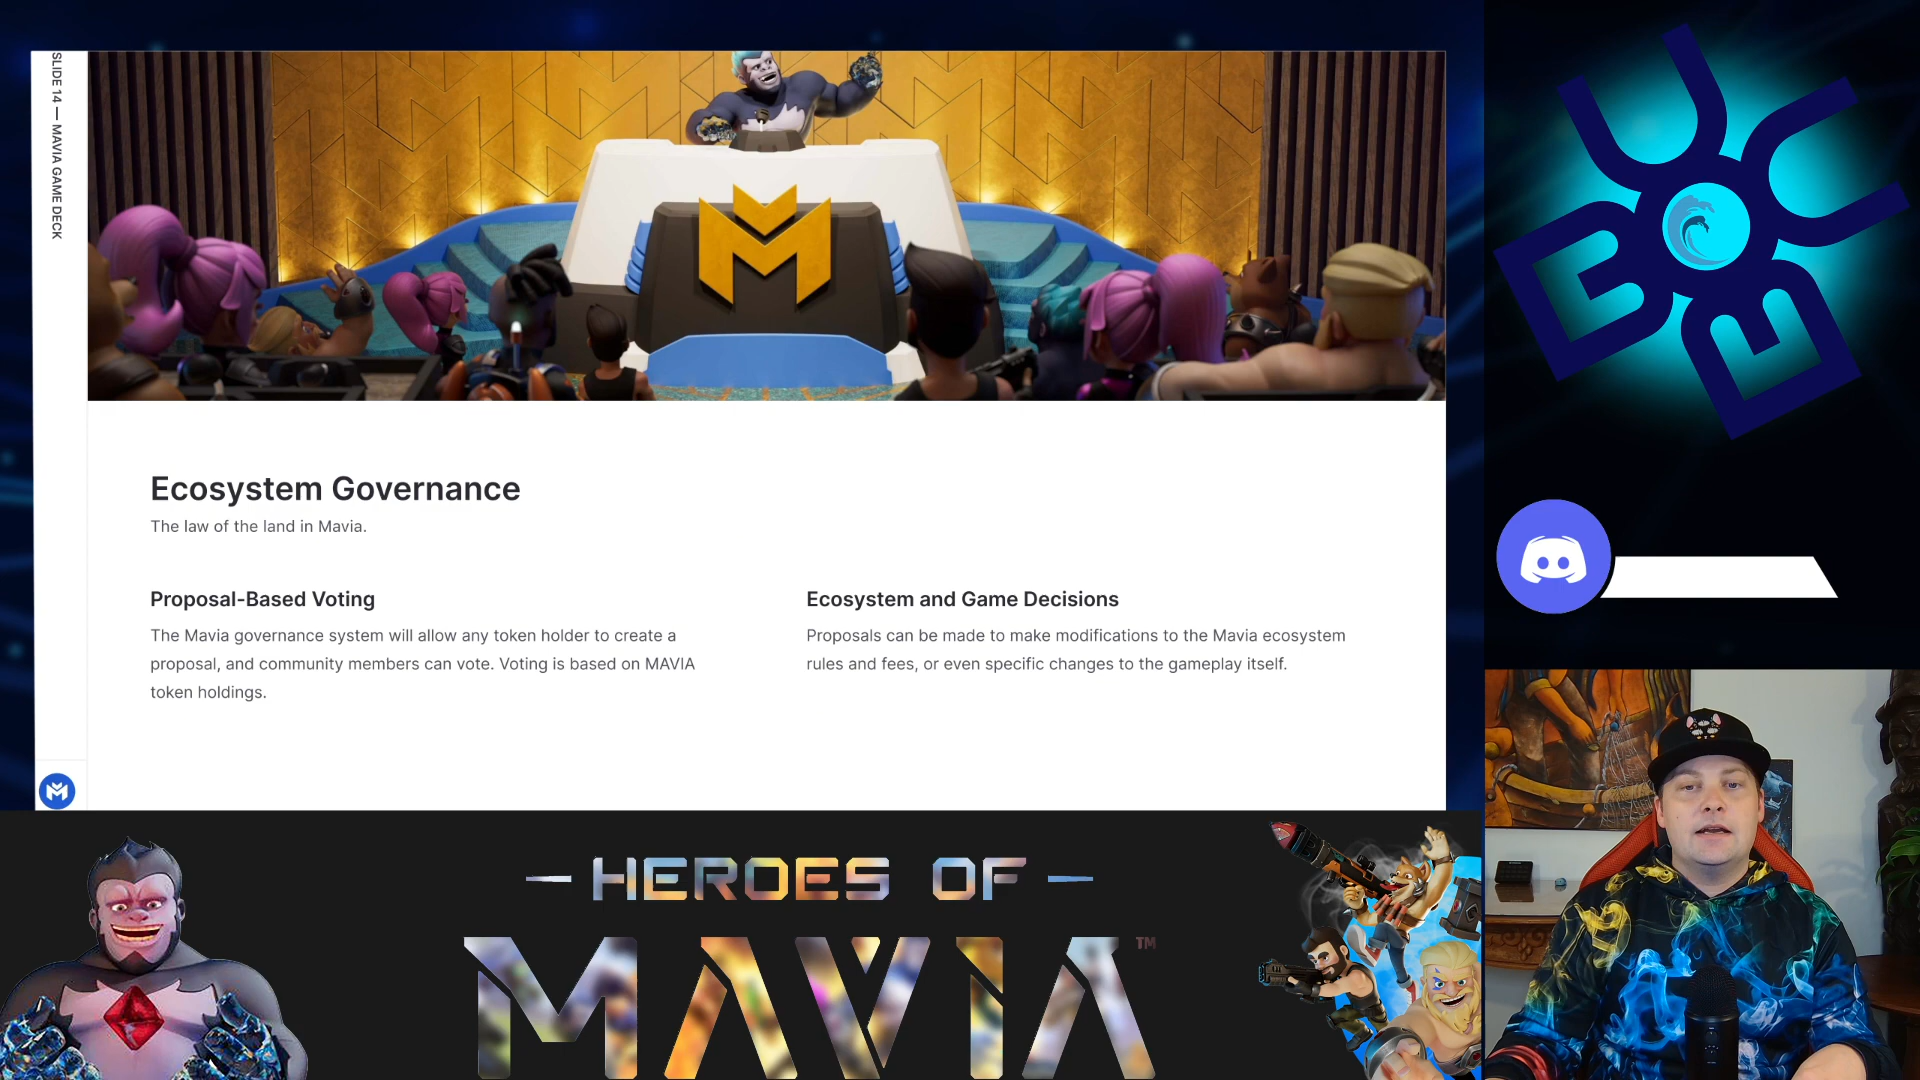 SLIDE 14 — MAVIA GAME DECK
Ecosystem Governance
The law of the land in Mavia.
Proposal-Based Voting
The Mavia governance system will allow any token holder to create a
proposal, and community members can vote. Voting is based on MAVIA
token holdings.
Ecosystem and Game Decisions
Proposals can be made to make modifications to the Mavia ecosystem
rules and fees, or even specific changes to the gameplay itself.
HEROES OF
MAVIA™